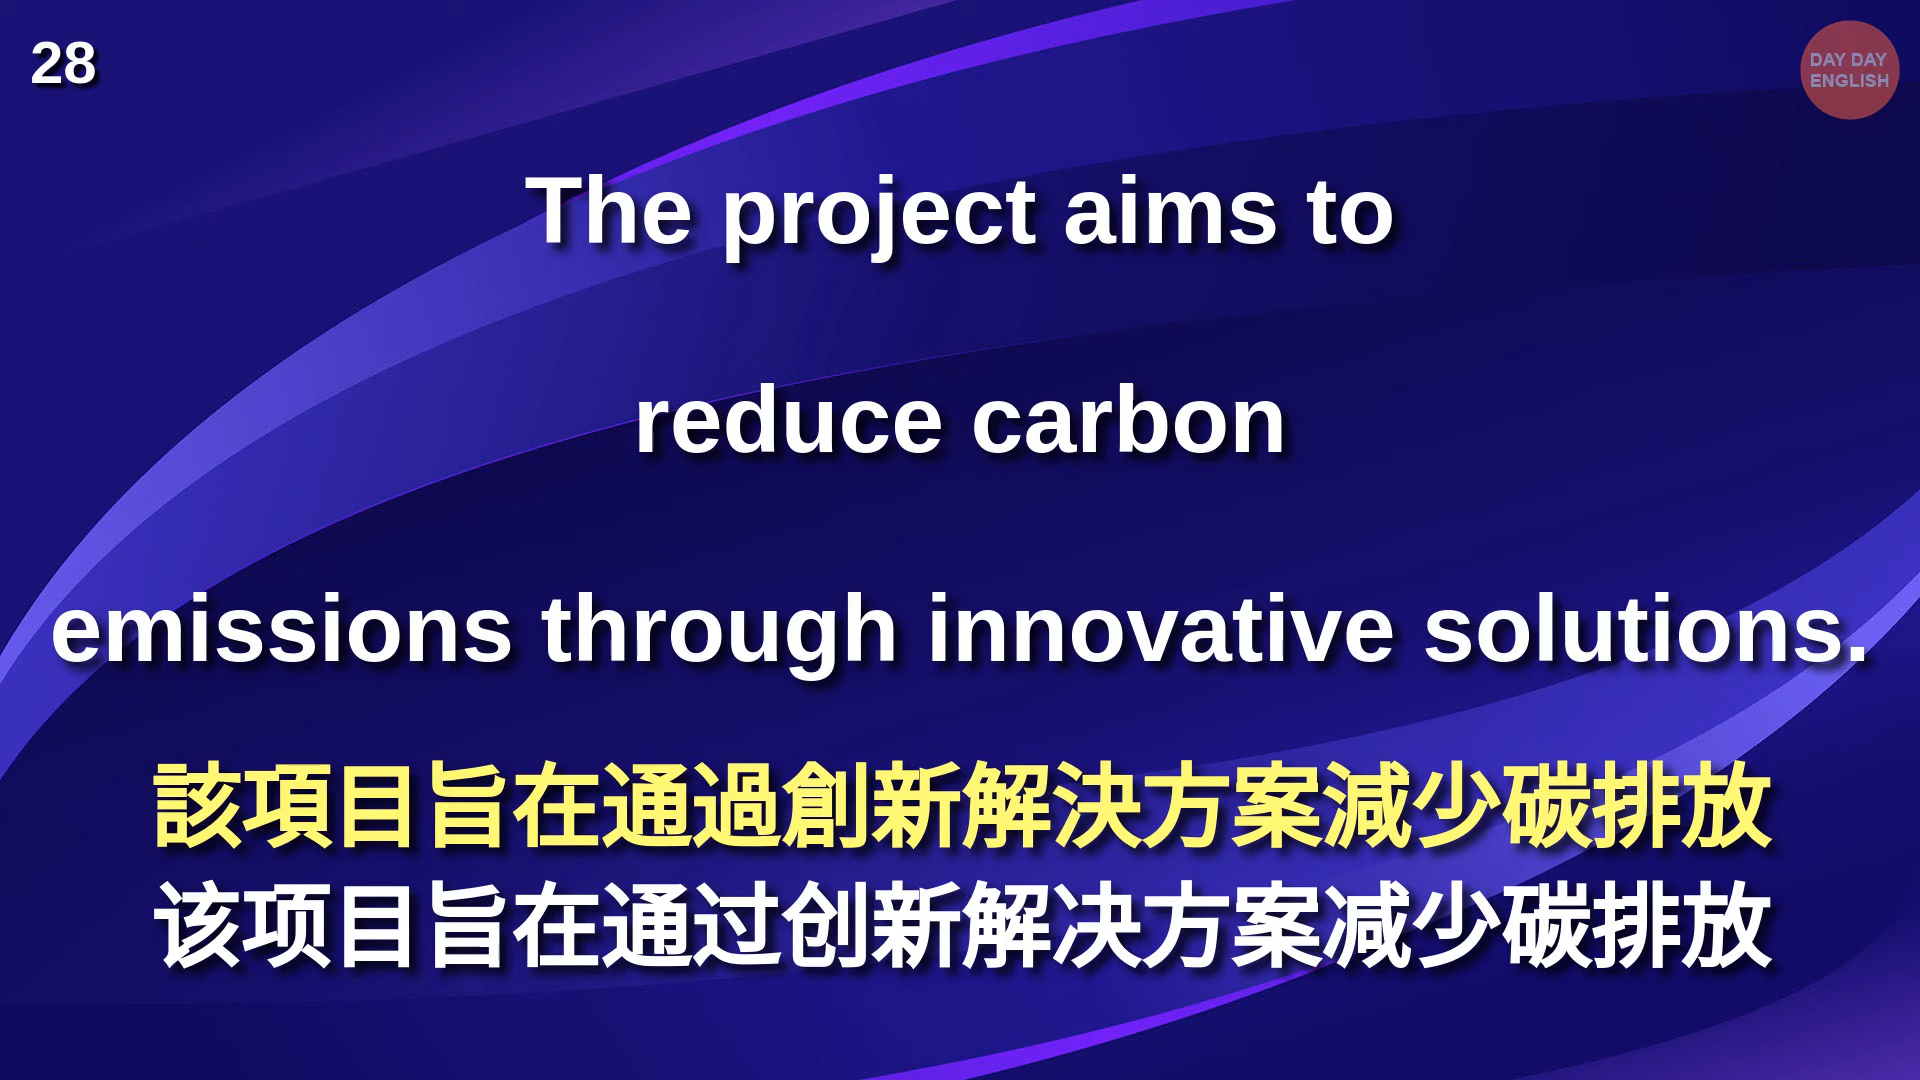 28
DAY DAY
ENGLISH
The project aims to
reduce carbon
emissions through innovative solutions.
該項目旨在通過創新解決方案減少碳排放
该项目旨在通过创新解决方案减少碳排放